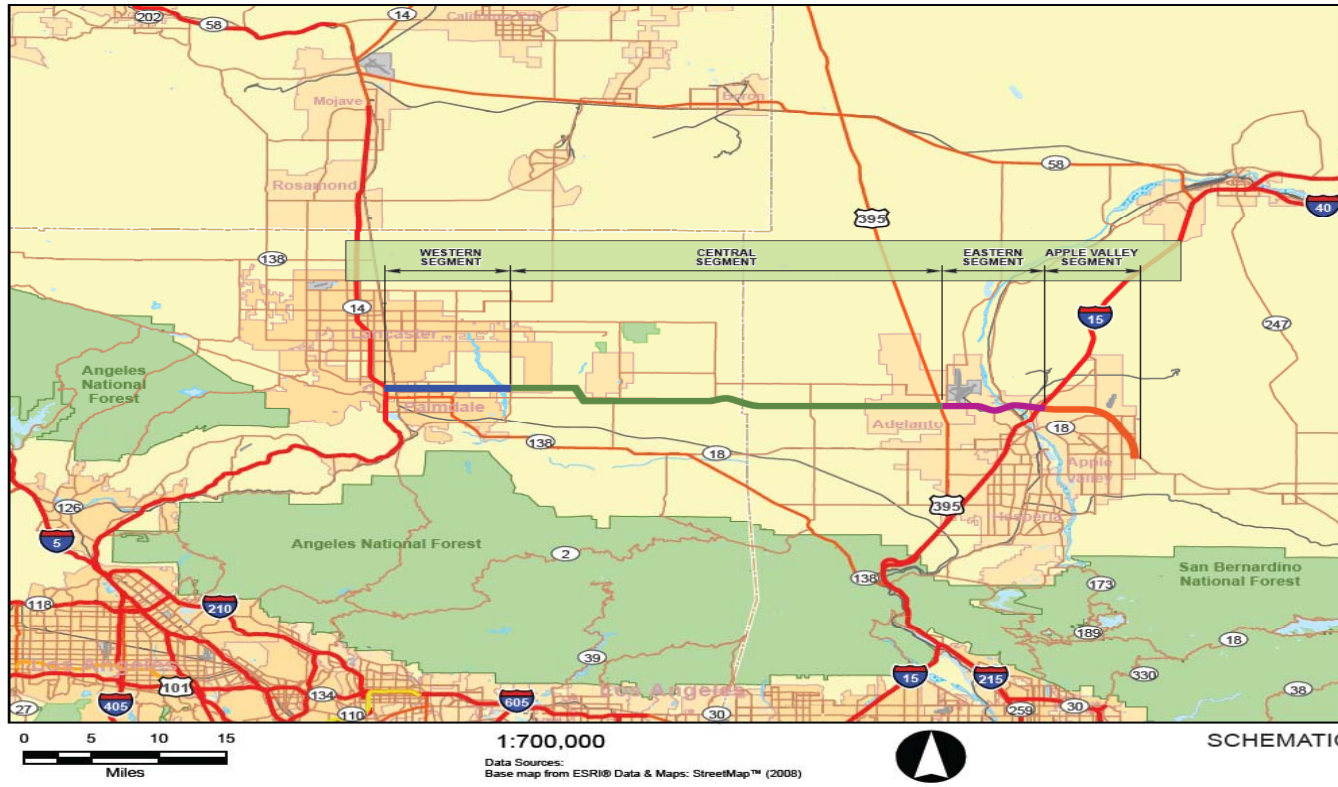 202
58
14
California City
Mojave
Boron
58
Rosamond
40
395
138
WESTERN
SEGMENT
CENTRAL
SEGMENT
EASTERN
SEGMENT
APPLE VALLEY
SEGMENT
14
15
247
Lancaster
Angeles
National
Forest
Palmdale
Adelanto
18
138
18
Apple
Valley
395
Hesperia
126
5
Angeles National Forest
2
138
San Bernardino
National Forest
173
118
210
189
18
Los Angeles
39
15
215
330
101
134
Los Angeles
38
27
405
110
605
30
259
30
0 5 10 15
Miles
1:700,000
Data Sources:
Base map from ESRI® Data & Maps: StreetMap™ (2008)
SCHEMATIC